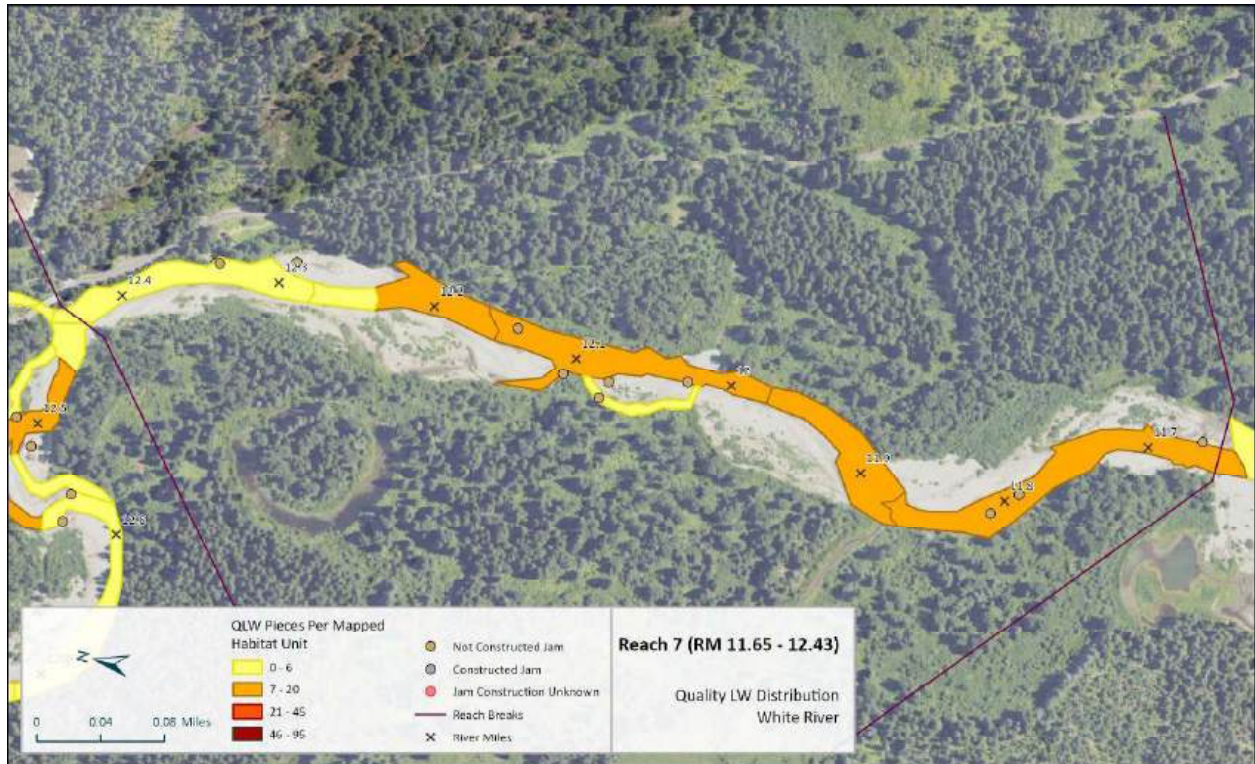 12.4
12.3
12.2
12.1
12
12.5
11.9
11.7
11.8
QLW Pieces Per Mapped
Habitat Unit
0 - 6
7 - 20
21 - 45
46 - 95
Not Constructed Jam
Constructed Jam
Jam Construction Unknown
Reach Breaks
River Miles
Reach 7 (RM 11.65 - 12.43)
Quality LW Distribution
White River
N
0 0.04 0.08 Miles